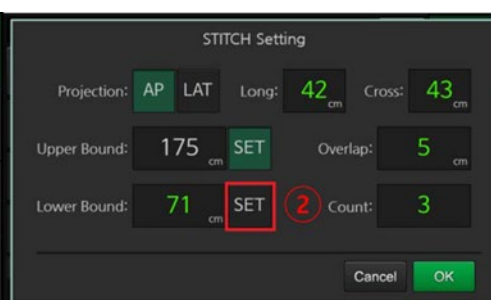 STITCH Setting
Projection: AP LAT Long: 42 cm Cross: 43 cm
Upper Bound: 175 cm SET Overlap: 5 cm
Lower Bound: 71 cm SET 2 Count: 3
Cancel OK